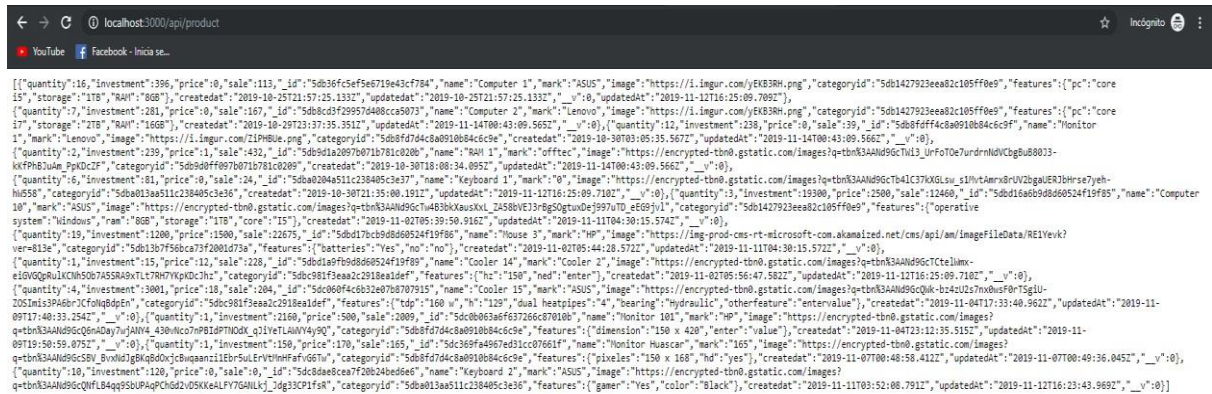 localhost:3000/api/product
Incógnito
YouTube Facebook - Inicia se...
[{"quantity":16,"investment":396,"price":0,"sale":113,"_id":"5db36fc5ef5e6719e43cf784","name":"Computer 1","mark":"ASUS","image":"https://i.imgur.com/yEKB3RH.png","categoryid":"5db1427923eea82c105ff0e9","features":{"pc":"core
i5","storage":"1TB","RAM":"8GB"},"createdat":"2019-10-25T21:57:25.133Z","updatedat":"2019-10-25T21:57:25.133Z","__v":0,"updatedAt":"2019-11-12T16:25:09.709Z"},
{"quantity":7,"investment":281,"price":0,"sale":167,"_id":"5db8cd3f29957d408cca5073","name":"Computer 2","mark":"Lenovo","image":"https://i.imgur.com/yEKB3RH.png","categoryid":"5db1427923eea82c105ff0e9","features":{"pc":"core
i7","storage":"2TB","RAM":"16GB"},"createdat":"2019-10-29T23:37:35.351Z","updatedAt":"2019-11-14T00:43:09.565Z","__v":0},{"quantity":12,"investment":238,"price":0,"sale":39,"_id":"5db8fdff4c8a0910b84c6c9f","name":"Monitor
1","mark":"Lenovo","image":"https://i.imgur.com/ZiPHBUe.png","categoryid":"5db8fd7d4c8a0910b84c6c9e","createdat":"2019-10-30T03:05:35.567Z","updatedAt":"2019-11-14T00:43:09.566Z","__v":0},
{"quantity":2,"investment":239,"price":1,"sale":432,"_id":"5db9d1a2097b071b781c020b","name":"RAM 1","mark":"offtec","image":"https://encrypted-tbn0.gstatic.com/images?q=tbn%3AANd9GcTWi3_UrFoTOe7urdrnNdVCbgBuB80J3-
kkfPhBJuAm_PpKDCzF","categoryid":"5db9d0ff097b071b781c0209","createdat":"2019-10-30T18:08:34.095Z","updatedAt":"2019-11-14T00:43:09.566Z","__v":0},
{"quantity":6,"investment":81,"price":0,"sale":24,"_id":"5dba0204a511c238405c3e37","name":"Keyboard 1","mark":"0","image":"https://encrypted-tbn0.gstatic.com/images?q=tbn%3AANd9GcTb4lC37kXGLsw_s1MvtAmrx8rUV2bgaUERJbHrse7yeh-
hW558","categoryid":"5dba013aa511c238405c3e36","createdat":"2019-10-30T21:35:00.191Z","updatedAt":"2019-11-12T16:25:09.710Z","__v":0},{"quantity":3,"investment":19300,"price":2500,"sale":12460,"_id":"5dbd16a6b9d8d60524f19f85","name":"Computer
10","mark":"ASUS","image":"https://encrypted-tbn0.gstatic.com/images?q=tbn%3AANd9GcTw4B3bkXausXxL_ZA58bVEJ3rBgSOgtuxDej997uTD_eEG9jvl","categoryid":"5db1427923eea82c105ff0e9","features":{"operative
system":"Windows","ram":"8GB","storage":"1TB","core":"I5"},"createdat":"2019-11-02T05:39:50.916Z","updatedAt":"2019-11-11T04:30:15.574Z","__v":0},
{"quantity":19,"investment":1200,"price":1500,"sale":22675,"_id":"5dbd17bcb9d8d60524f19f86","name":"Mouse 3","mark":"HP","image":"https://img-prod-cms-rt-microsoft-com.akamaized.net/cms/api/am/imageFileData/RE1Yevk?
ver=813e","categoryid":"5db13b7f56bca73f2001d73a","features":{"batteries":"Yes","no":"no"},"createdat":"2019-11-02T05:44:28.572Z","updatedAt":"2019-11-11T04:30:15.572Z","__v":0},
{"quantity":1,"investment":15,"price":12,"sale":228,"_id":"5dbd1a9fb9d8d60524f19f89","name":"Cooler 14","mark":"Cooler 2","image":"https://encrypted-tbn0.gstatic.com/images?q=tbn%3AANd9GcTCtelWmx-
eiGVGQpRulKCNh5Ob7A5SRA9xTLt7RH7YKpKDcJhz","categoryid":"5dbc981f3eaa2c2918ea1def","features":{"hz":"150","ned":"enter"},"createdat":"2019-11-02T05:56:47.582Z","updatedAt":"2019-11-12T16:25:09.710Z","__v":0},
{"quantity":4,"investment":3001,"price":18,"sale":204,"_id":"5dc060f4c6b32e07b8707915","name":"Cooler 15","mark":"ASUS","image":"https://encrypted-tbn0.gstatic.com/images?q=tbn%3AANd9GcQWk-bz4zU2s7nx0wsF0rTSgiU-
ZOSImis3PA6brJCfoNqBdpEn","categoryid":"5dbc981f3eaa2c2918ea1def","features":{"tdp":"160 w","h":"129","dual heatpipes":"4","bearing":"Hydraulic","otherfeature":"entervalue"},"createdat":"2019-11-04T17:33:40.962Z","updatedAt":"2019-11-
09T17:40:33.254Z","__v":0},{"quantity":1,"investment":2160,"price":500,"sale":2009,"_id":"5dc0b063a6f637266c87010b","name":"Monitor 101","mark":"HP","image":"https://encrypted-tbn0.gstatic.com/images?
q=tbn%3AANd9GcQ6nADay7wjANY4_430vNco7nPBIdPTNOdX_qJiYeTLAWVY4y9Q","categoryid":"5db8fd7d4c8a0910b84c6c9e","features":{"dimension":"150 x 420","enter":"value"},"createdat":"2019-11-04T23:12:35.515Z","updatedAt":"2019-11-
09T19:50:59.075Z","__v":0},{"quantity":1,"investment":150,"price":170,"sale":165,"_id":"5dc369fa4967ed31cc07661f","name":"Monitor Huascar","mark":"165","image":"https://encrypted-tbn0.gstatic.com/images?
q=tbn%3AANd9GcSBV_BvxNdJgBKq8dOxjcBwqaanzi1Ebr5uLErVtMnHFafvG6Tw","categoryid":"5db8fd7d4c8a0910b84c6c9e","features":{"pixeles":"150 x 168","hd":"yes"},"createdat":"2019-11-07T00:48:58.412Z","updatedAt":"2019-11-07T00:49:36.045Z","__v":0},
{"quantity":10,"investment":120,"price":0,"sale":0,"_id":"5dc8dae8cea7f20b24bed6e6","name":"Keyboard 2","mark":"ASUS","image":"https://encrypted-tbn0.gstatic.com/images?
q=tbn%3AANd9GcQNfLB4qq9SbUPAqPChGd2vD5KKeALFY7GANLkj_Jdg33CP1fsR","categoryid":"5dba013aa511c238405c3e36","features":{"gamer":"Yes","color":"Black"},"createdat":"2019-11-11T03:52:08.791Z","updatedAt":"2019-11-12T16:23:43.969Z","__v":0}]